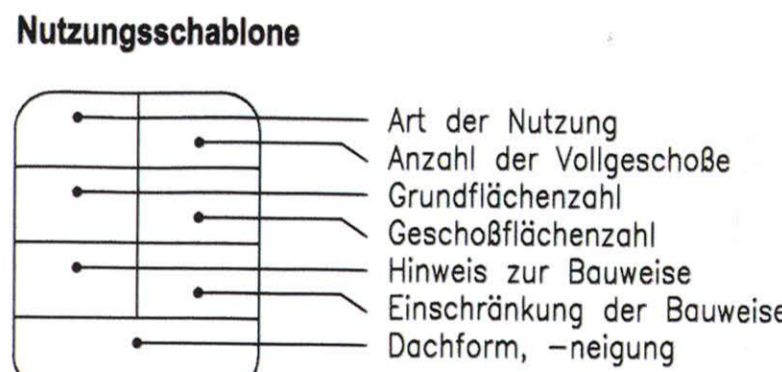 Nutzungsschablone
Art der Nutzung
Anzahl der Vollgeschoße
Grundflächenzahl
Geschoßflächenzahl
Hinweis zur Bauweise
Einschränkung der Bauweise
Dachform, -neigung